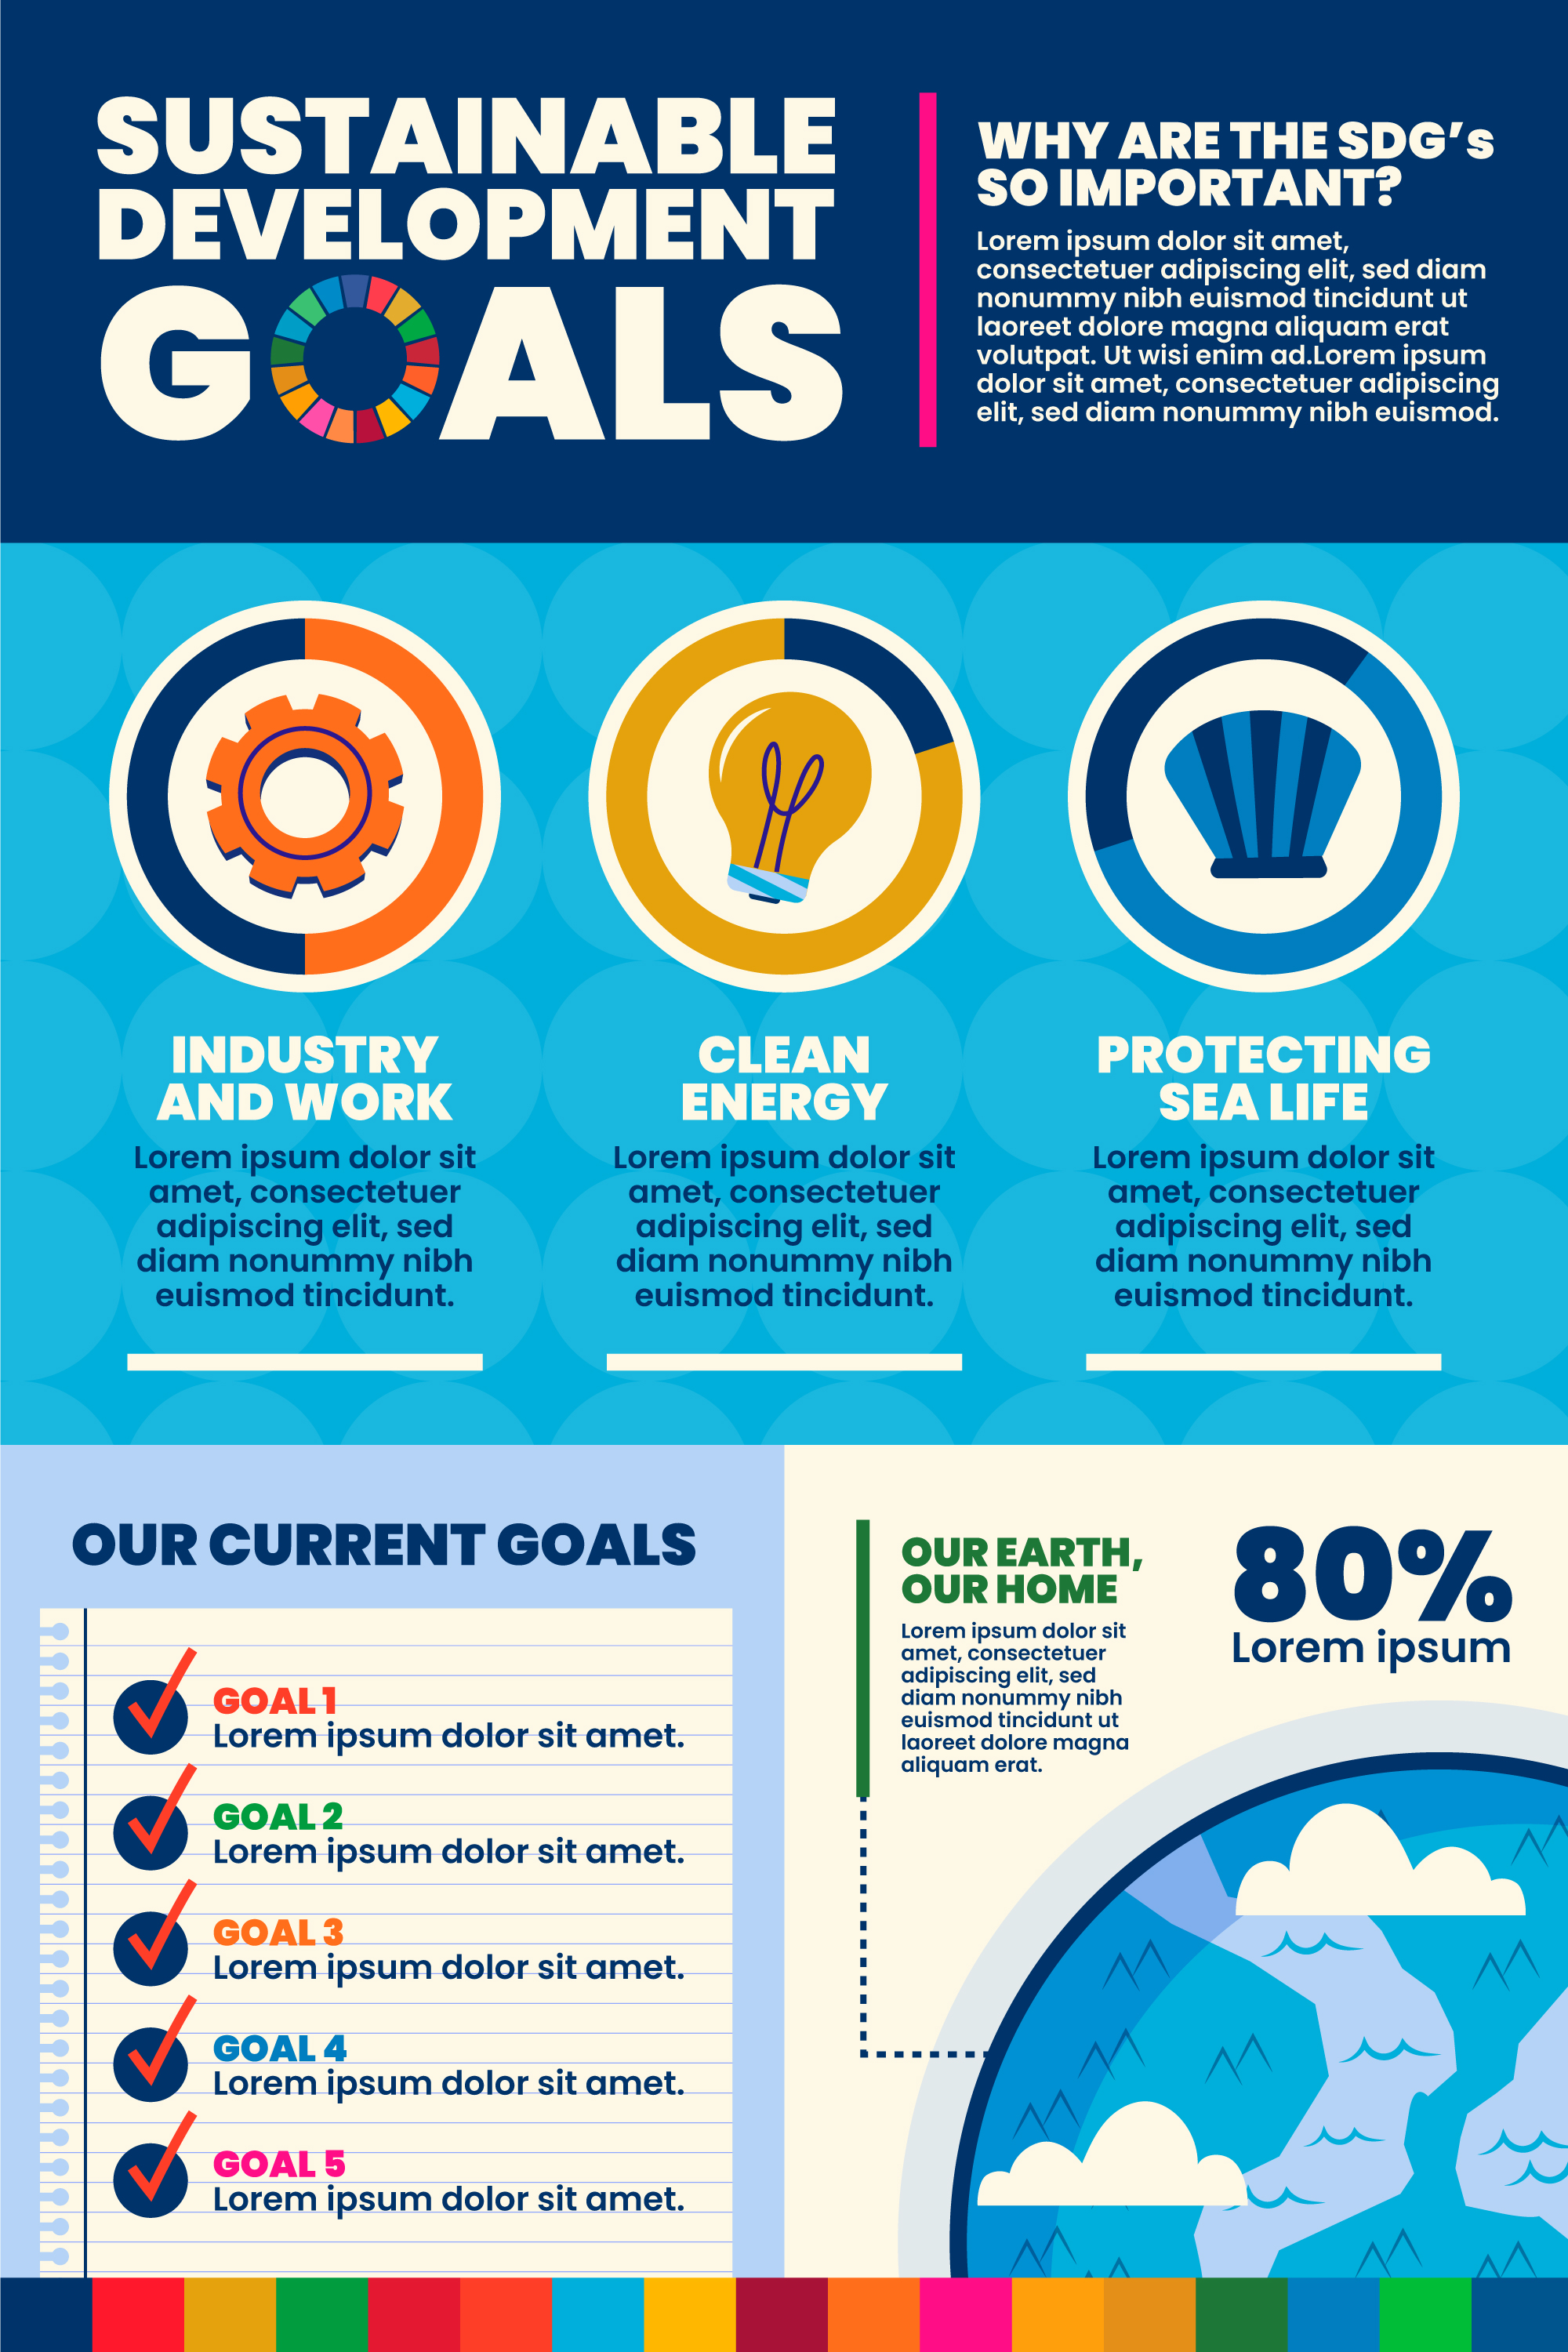 SUSTAINABLE
DEVELOPMENT
GOALS
WHY ARE THE SDG's
SO IMPORTANT?
Lorem ipsum dolor sit amet,
consectetuer adipiscing elit, sed diam
nonummy nibh euismod tincidunt ut
laoreet dolore magna aliquam erat
volutpat. Ut wisi enim ad.Lorem ipsum
dolor sit amet, consectetuer adipiscing
elit, sed diam nonummy nibh euismod.
INDUSTRY
AND WORK
Lorem ipsum dolor sit
amet, consectetuer
adipiscing elit, sed
diam nonummy nibh
euismod tincidunt.
CLEAN
ENERGY
Lorem ipsum dolor sit
amet, consectetuer
adipiscing elit, sed
diam nonummy nibh
euismod tincidunt.
PROTECTING
SEA LIFE
Lorem ipsum dolor sit
amet, consectetuer
adipiscing elit, sed
diam nonummy nibh
euismod tincidunt.
OUR CURRENT GOALS
GOAL 1
Lorem ipsum dolor sit amet.
GOAL 2
Lorem ipsum dolor sit amet.
GOAL 3
Lorem ipsum dolor sit amet.
GOAL 4
Lorem ipsum dolor sit amet.
GOAL 5
Lorem ipsum dolor sit amet.
OUR EARTH,
OUR HOME
Lorem ipsum dolor sit
amet, consectetuer
adipiscing elit, sed
diam nonummy nibh
euismod tincidunt ut
laoreet dolore magna
aliquam erat.
80%
Lorem ipsum